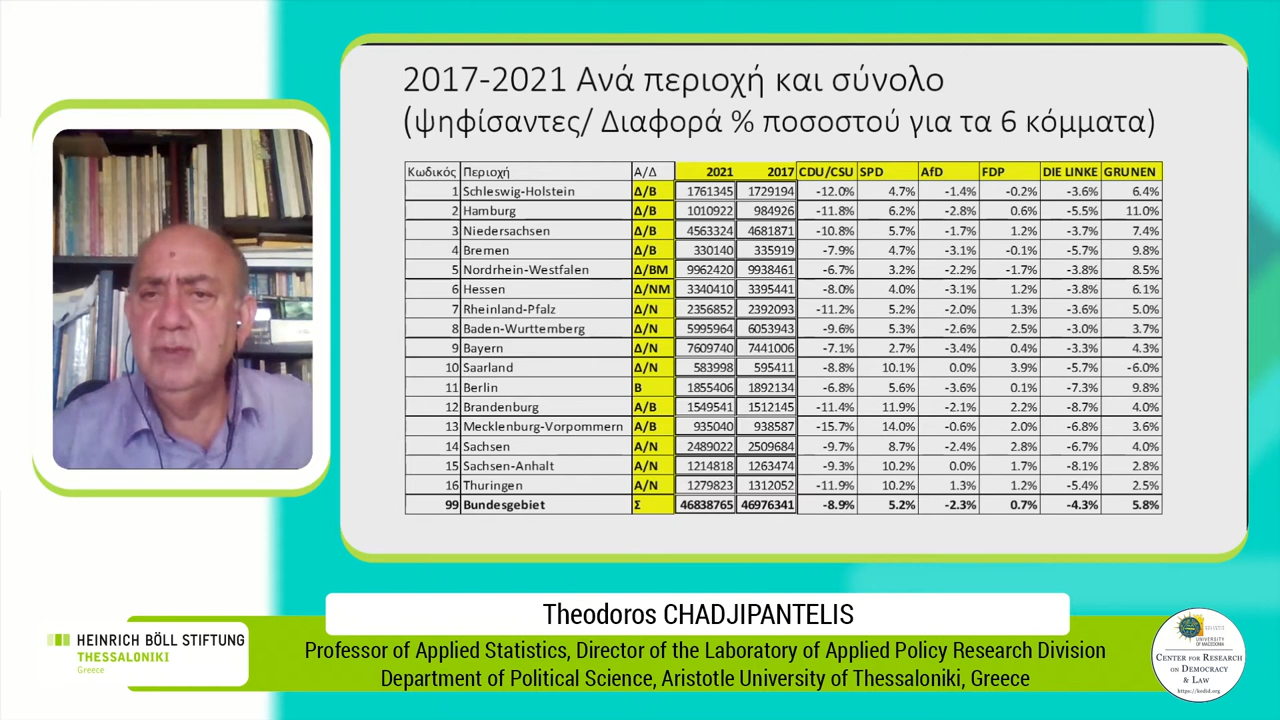 2017-2021 Ανά περιοχή και σύνολο
(ψηφίσαντες/ Διαφορά % ποσοστού για τα 6 κόμματα)
Κωδικός Περιοχή Α/Δ 2021 2017 CDU/CSU SPD AfD FDP DIE LINKE GRUNEN
1 Schleswig-Holstein Δ/Β 1761345 1729194 -12.0% 4.7% -1.4% -0.2% -3.6% 6.4%
2 Hamburg Δ/Β 1010922 984926 -11.8% 6.2% -2.8% 0.6% -5.5% 11.0%
3 Niedersachsen Δ/Β 4563324 4681871 -10.8% 5.7% -1.7% 1.2% -3.7% 7.4%
4 Bremen Δ/Β 330140 335919 -7.9% 4.7% -3.1% -0.1% -5.7% 9.8%
5 Nordrhein-Westfalen Δ/ΒΜ 9962420 9938461 -6.7% 3.2% -2.2% -1.7% -3.8% 8.5%
6 Hessen Δ/ΝΜ 3340410 3395441 -8.0% 4.0% -3.1% 1.2% -3.8% 6.1%
7 Rheinland-Pfalz Δ/Ν 2356852 2392093 -11.2% 5.2% -2.0% 1.3% -3.6% 5.0%
8 Baden-Wurttemberg Δ/Ν 5995964 6053943 -9.6% 5.3% -2.6% 2.5% -3.0% 3.7%
9 Bayern Δ/Ν 7609740 7441006 -7.1% 2.7% -3.4% 0.4% -3.3% 4.3%
10 Saarland Δ/Ν 583998 595411 -8.8% 10.1% 0.0% 3.9% -5.7% -6.0%
11 Berlin Β 1855406 1892134 -6.8% 5.6% -3.6% 0.1% -7.3% 9.8%
12 Brandenburg Α/Β 1549541 1512145 -11.4% 11.9% -2.1% 2.2% -8.7% 4.0%
13 Mecklenburg-Vorpommern Α/Β 935040 938587 -15.7% 14.0% -0.6% 2.0% -6.8% 3.6%
14 Sachsen Α/Ν 2489022 2509684 -9.7% 8.7% -2.4% 2.8% -6.7% 4.0%
15 Sachsen-Anhalt Α/Ν 1214818 1263474 -9.3% 10.2% 0.0% 1.7% -8.1% 2.8%
16 Thuringen Α/Ν 1279823 1312052 -11.9% 10.2% 1.3% 1.2% -5.4% 2.5%
99 Bundesgebiet Σ 46838765 46976341 -8.9% 5.2% -2.3% 0.7% -4.3% 5.8%
Theodoros CHADJIPANTELIS
Professor of Applied Statistics, Director of the Laboratory of Applied Policy Research Division
Department of Political Science, Aristotle University of Thessaloniki, Greece
HEINRICH BÖLL STIFTUNG
THESSALONIKI
Greece
UNIVERSITY
OF MACEDONIA
CENTER FOR RESEARCH
ON DEMOCRACY
& LAW
https://kedid.org